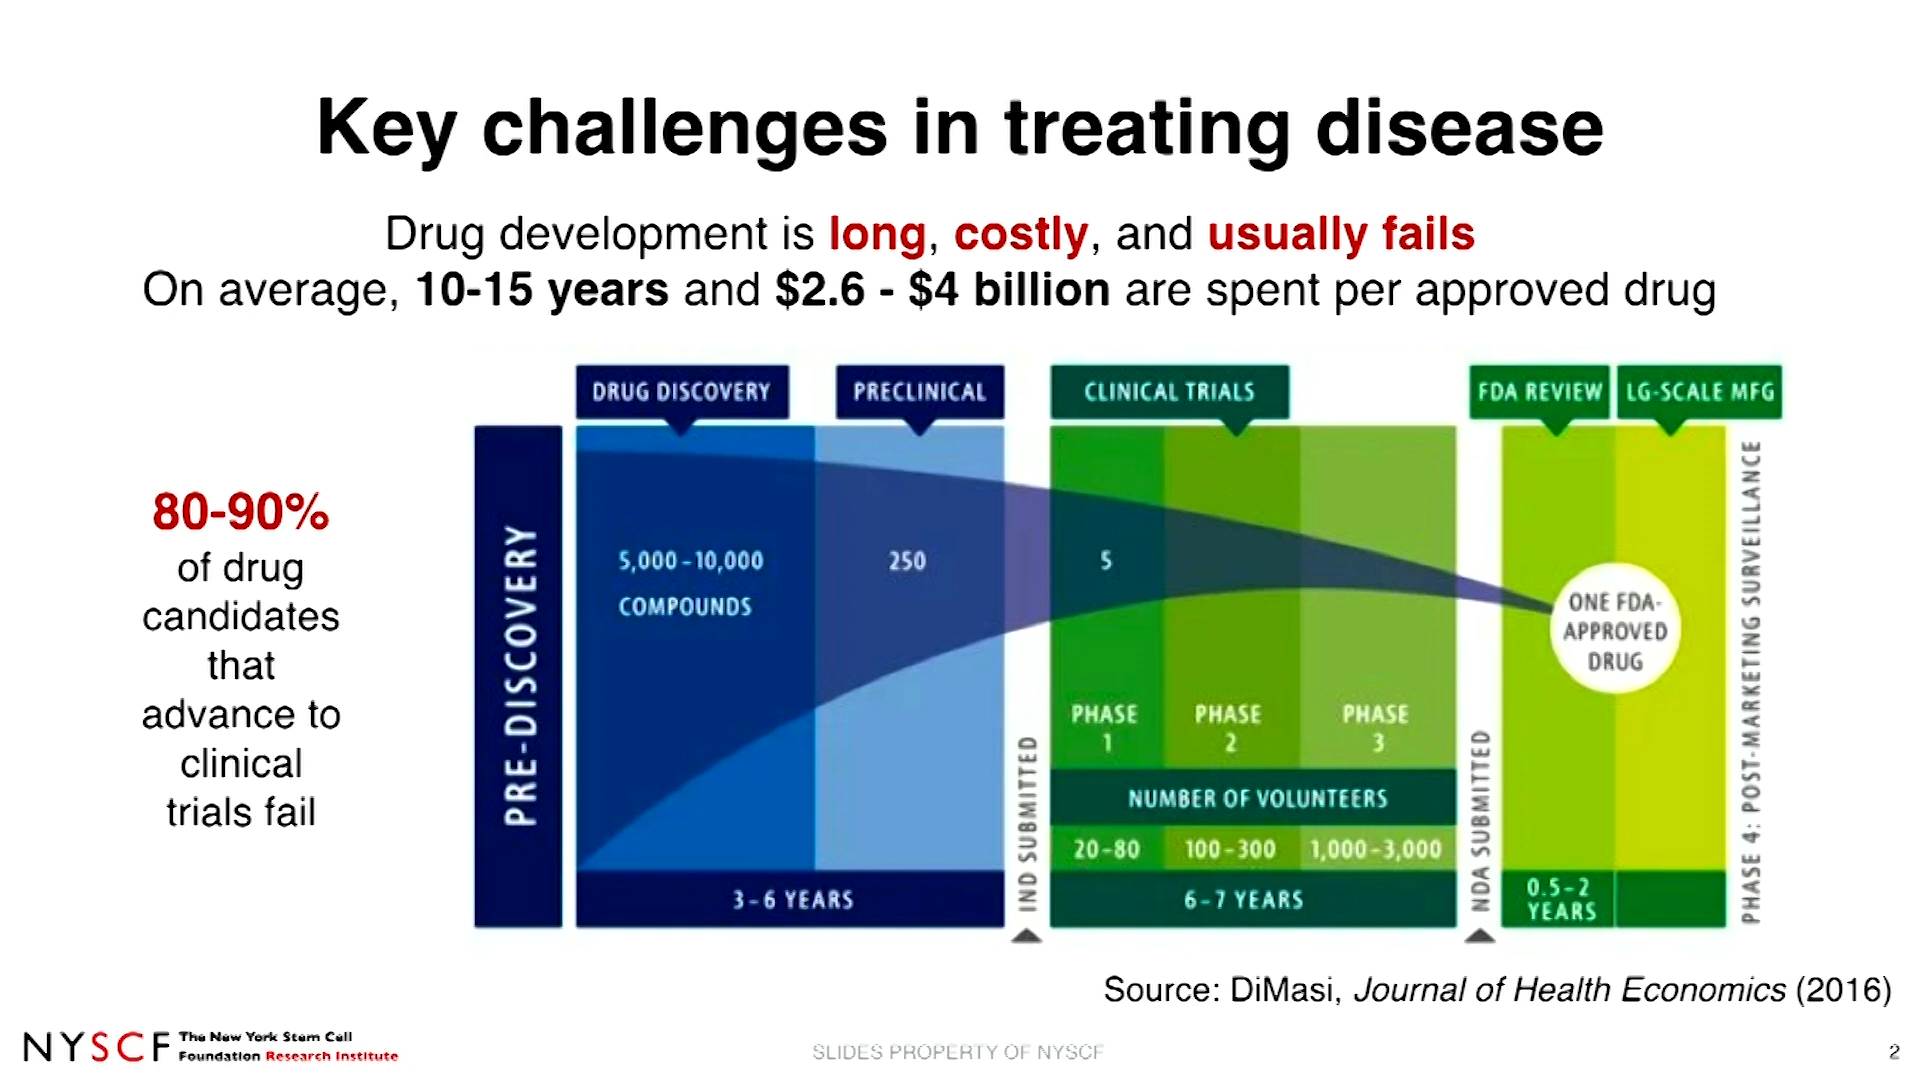 Key challenges in treating disease
Drug development is long, costly, and usually fails
On average, 10-15 years and $2.6 - $4 billion are spent per approved drug
80-90%
of drug
candidates
that
advance to
clinical
trials fail
PRE-DISCOVERY
DRUG DISCOVERY
PRECLINICAL
5,000-10,000
COMPOUNDS
250
3-6 YEARS
IND SUBMITTED
CLINICAL TRIALS
5
PHASE
1
PHASE
2
PHASE
3
NUMBER OF VOLUNTEERS
20-80
100-300
1,000-3,000
6-7 YEARS
NDA SUBMITTED
FDA REVIEW
LG-SCALE MFG
ONE FDA-
APPROVED
DRUG
0.5-2
YEARS
PHASE 4: POST-MARKETING SURVEILLANCE
Source: DiMasi, Journal of Health Economics (2016)
NYSCF
The New York Stem Cell
Foundation Research Institute
SLIDES PROPERTY OF NYSCF
2